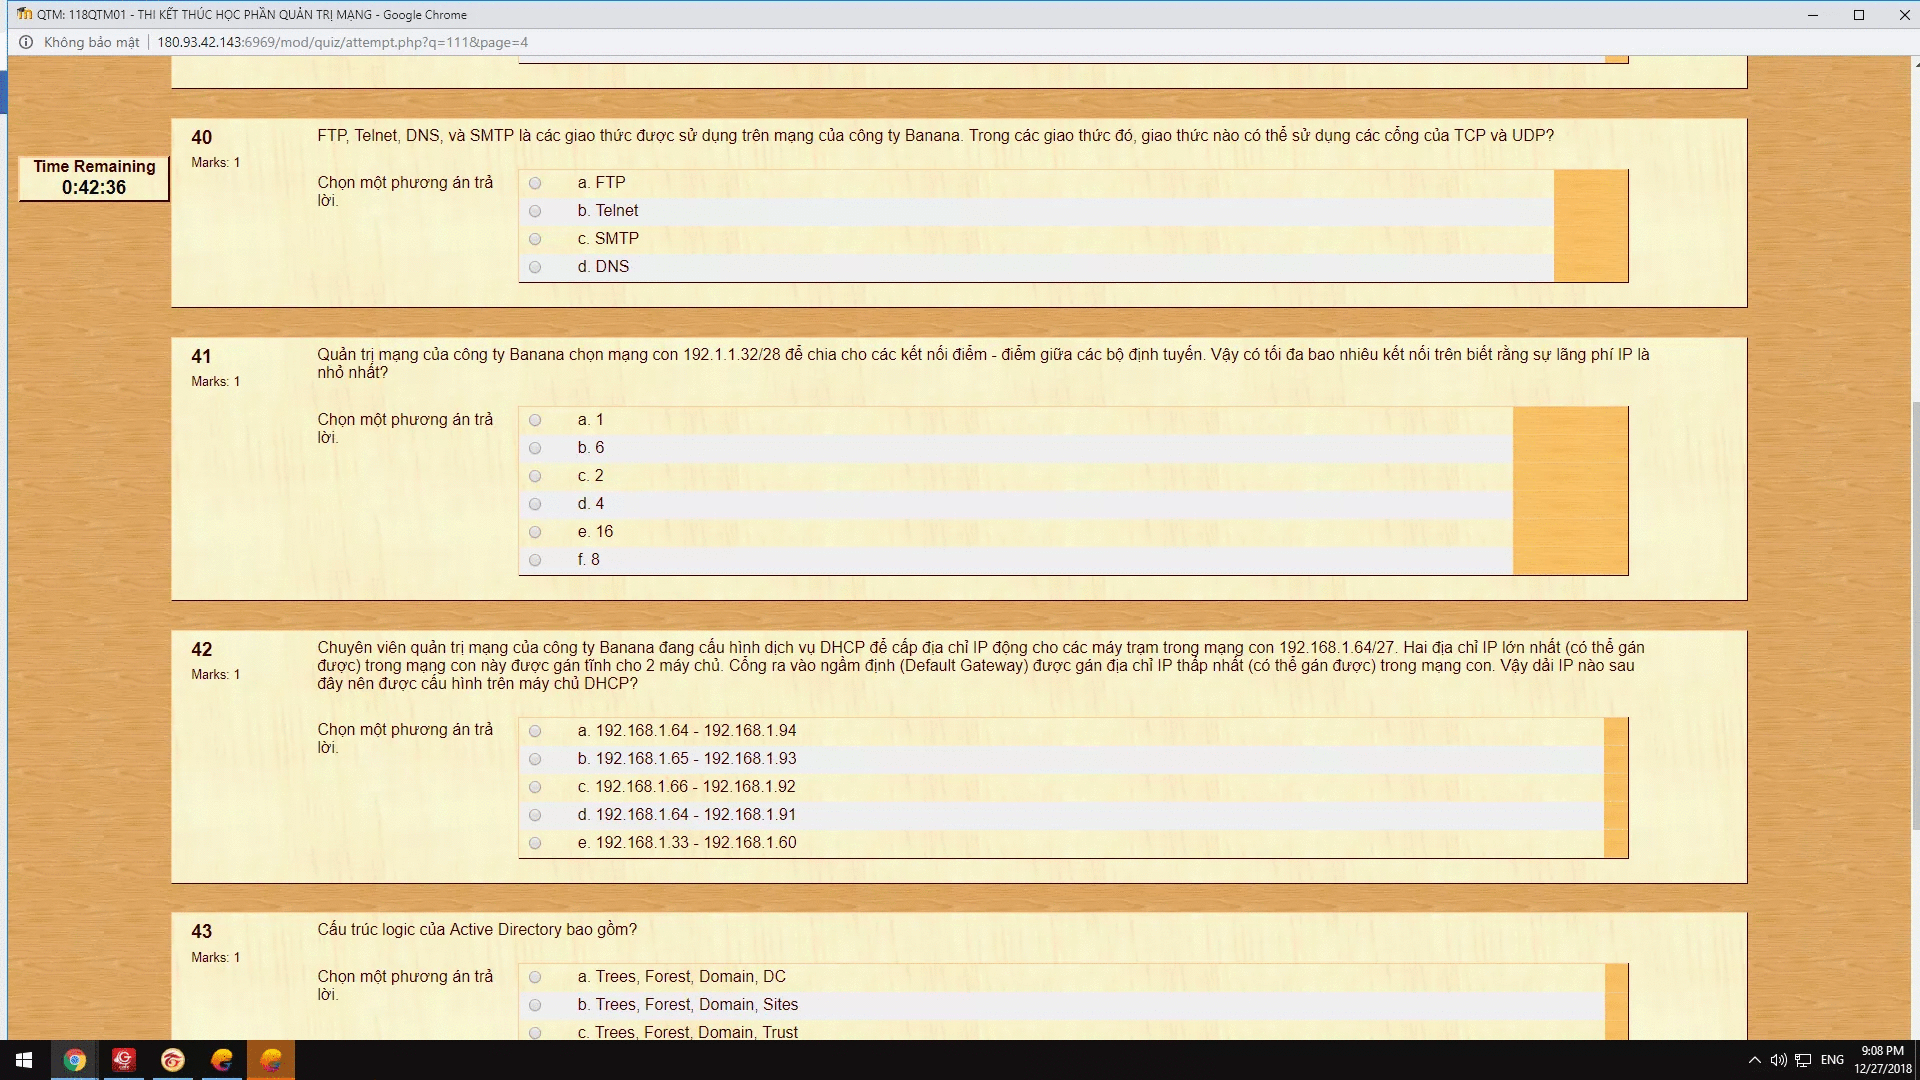 QTM: 118QTM01 - THI KẾT THÚC HỌC PHẦN QUẢN TRỊ MẠNG - Google Chrome
Không bảo mật | 180.93.42.143:6969/mod/quiz/attempt.php?q=111&page=4
Time Remaining
0:42:36
40
Marks: 1
FTP, Telnet, DNS, và SMTP là các giao thức được sử dụng trên mạng của công ty Banana. Trong các giao thức đó, giao thức nào có thể sử dụng các cổng của TCP và UDP?
Chọn một phương án trả
lời.
a. FTP
b. Telnet
c. SMTP
d. DNS
41
Marks: 1
Quản trị mạng của công ty Banana chọn mạng con 192.1.1.32/28 để chia cho các kết nối điểm - điểm giữa các bộ định tuyến. Vậy có tối đa bao nhiêu kết nối trên biết rằng sự lãng phí IP là
nhỏ nhất?
Chọn một phương án trả
lời.
a. 1
b. 6
c. 2
d. 4
e. 16
f. 8
42
Marks: 1
Chuyên viên quản trị mạng của công ty Banana đang cấu hình dịch vụ DHCP để cấp địa chỉ IP động cho các máy trạm trong mạng con 192.168.1.64/27. Hai địa chỉ IP lớn nhất (có thể gán
được) trong mạng con này được gán tĩnh cho 2 máy chủ. Cổng ra vào ngầm định (Default Gateway) được gán địa chỉ IP thấp nhất (có thể gán được) trong mạng con. Vậy dải IP nào sau
đây nên được cấu hình trên máy chủ DHCP?
Chọn một phương án trả
lời.
a. 192.168.1.64 - 192.168.1.94
b. 192.168.1.65 - 192.168.1.93
c. 192.168.1.66 - 192.168.1.92
d. 192.168.1.64 - 192.168.1.91
e. 192.168.1.33 - 192.168.1.60
43
Marks: 1
Cấu trúc logic của Active Directory bao gồm?
Chọn một phương án trả
lời.
a. Trees, Forest, Domain, DC
b. Trees, Forest, Domain, Sites
c. Trees, Forest, Domain, Trust
ENG
9:08 PM
12/27/2018